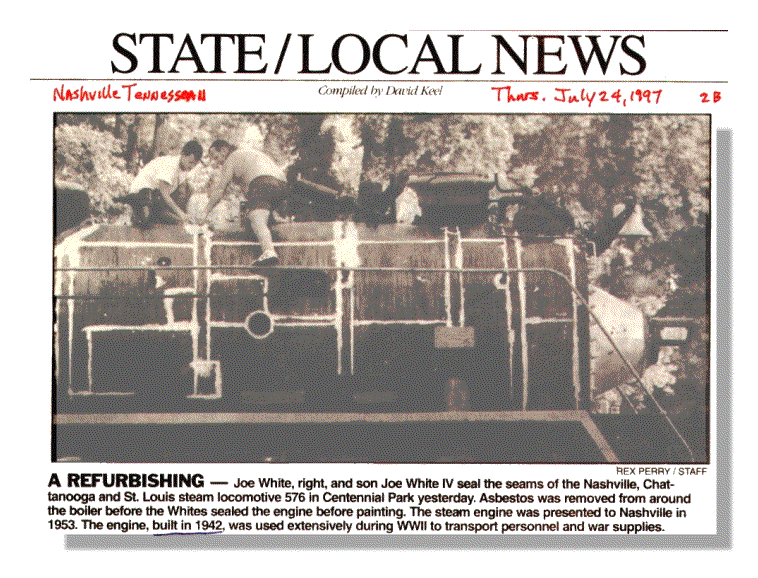 STATE/LOCAL NEWS
Nashville Tennessean
Compiled by David Keel
Thurs. July 24, 1997
2B
REX PERRY / STAFF
A REFURBISHING — Joe White, right, and son Joe White IV seal the seams of the Nashville, Chat-
tanooga and St. Louis steam locomotive 576 in Centennial Park yesterday. Asbestos was removed from around
the boiler before the Whites sealed the engine before painting. The steam engine was presented to Nashville in
1953. The engine, built in 1942, was used extensively during WWII to transport personnel and war supplies.